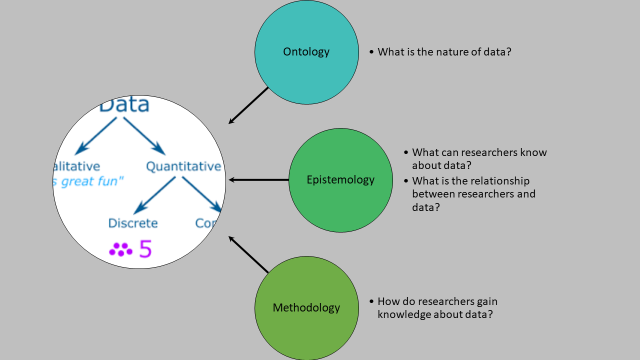 Ontology
• What is the nature of data?
Data
alitative
Quantitative
s great fun"
Discrete
Con
5
Epistemology
• What can researchers know
about data?
• What is the relationship
between researchers and
data?
Methodology
• How do researchers gain
knowledge about data?